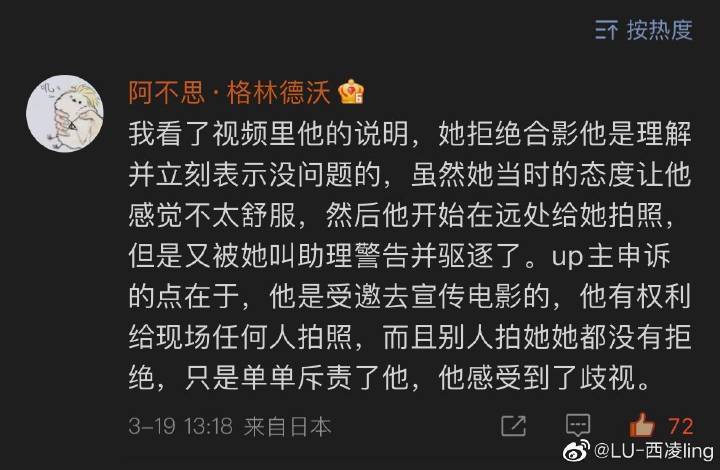 按热度
阿不思·格林德沃
我看了视频里他的说明，她拒绝合影他是理解
并立刻表示没问题的，虽然她当时的态度让他
感觉不太舒服，然后他开始在远处给她拍照，
但是又被她叫助理警告并驱逐了。up主申诉
的点在于，他是受邀去宣传电影的，他有权利
给现场任何人拍照，而且别人拍她她都没有拒
绝，只是单单斥责了他，他感受到了歧视。
3-19 13:18 来自日本 72
@LU-西凌ling